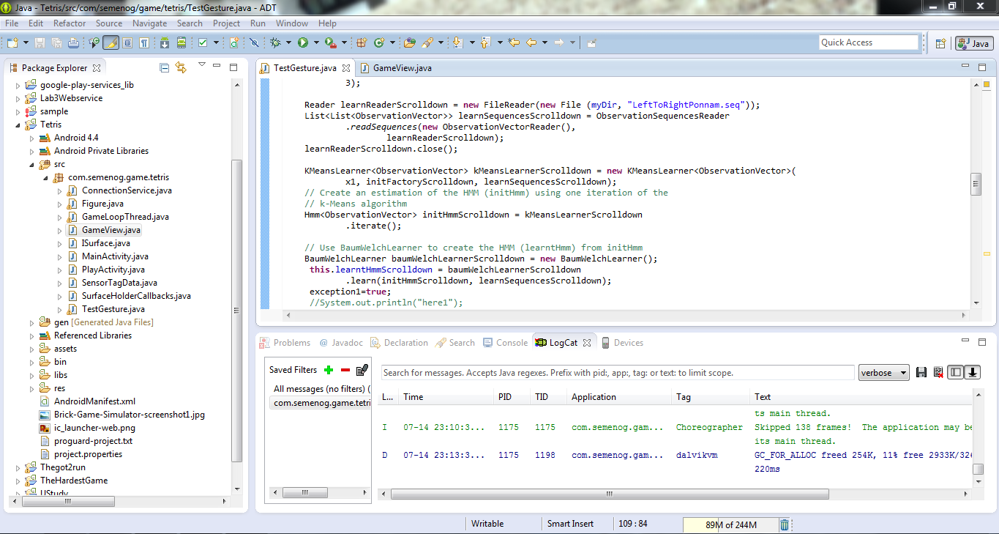 Java - Tetris/src/com/semenog/game/tetris/TestGesture.java - ADT
File Edit Refactor Source Navigate Search Project Run Window Help
Quick Access
Java
Package Explorer
google-play-services_lib
Lab3Webservice
sample
Tetris
Android 4.4
Android Private Libraries
src
com.semenog.game.tetris
ConnectionService.java
Figure.java
GameLoopThread.java
GameView.java
ISurface.java
MainActivity.java
PlayActivity.java
SensorTagData.java
SurfaceHolderCallbacks.java
TestGesture.java
gen [Generated Java Files]
Referenced Libraries
assets
bin
libs
res
AndroidManifest.xml
Brick-Game-Simulator-screenshot1.jpg
ic_launcher-web.png
proguard-project.txt
project.properties
Thegot2run
TheHardestGame
UStudy
TestGesture.java GameView.java
3);
Reader learnReaderScrolldown = new FileReader(new File (myDir, "LeftToRightPonnam.seq"));
List<List<ObservationVector>> learnSequencesScrolldown = ObservationSequencesReader
.readSequences(new ObservationVectorReader(),
learnReaderScrolldown);
learnReaderScrolldown.close();
KMeansLearner<ObservationVector> kMeansLearnerScrolldown = new KMeansLearner<ObservationVector>(
x1, initFactoryScrolldown, learnSequencesScrolldown);
// Create an estimation of the HMM (initHmm) using one iteration of the
// k-Means algorithm
Hmm<ObservationVector> initHmmScrolldown = kMeansLearnerScrolldown
.iterate();
// Use BaumWelchLearner to create the HMM (learntHmm) from initHmm
BaumWelchLearner baumWelchLearnerScrolldown = new BaumWelchLearner();
this.learntHmmScrolldown = baumWelchLearnerScrolldown
.learn(initHmmScrolldown, learnSequencesScrolldown);
exception1=true;
//System.out.println("here1");
Problems @ Javadoc Declaration Search Console LogCat Devices
Saved Filters
All messages (no filters) (
com.semenog.game.tetri
Search for messages. Accepts Java regexes. Prefix with pid:, app:, tag: or text: to limit scope.
verbose
L... Time PID TID Application Tag Text
ts main thread.
I 07-14 23:10:3... 1175 1175 com.semenog.gam... Choreographer Skipped 138 frames! The application may be
its main thread.
D 07-14 23:13:3... 1175 1198 com.semenog.gam... dalvikvm GC_FOR_ALLOC freed 254K, 11% free 2933K/326
220ms
Writable Smart Insert 109 : 84 89M of 244M